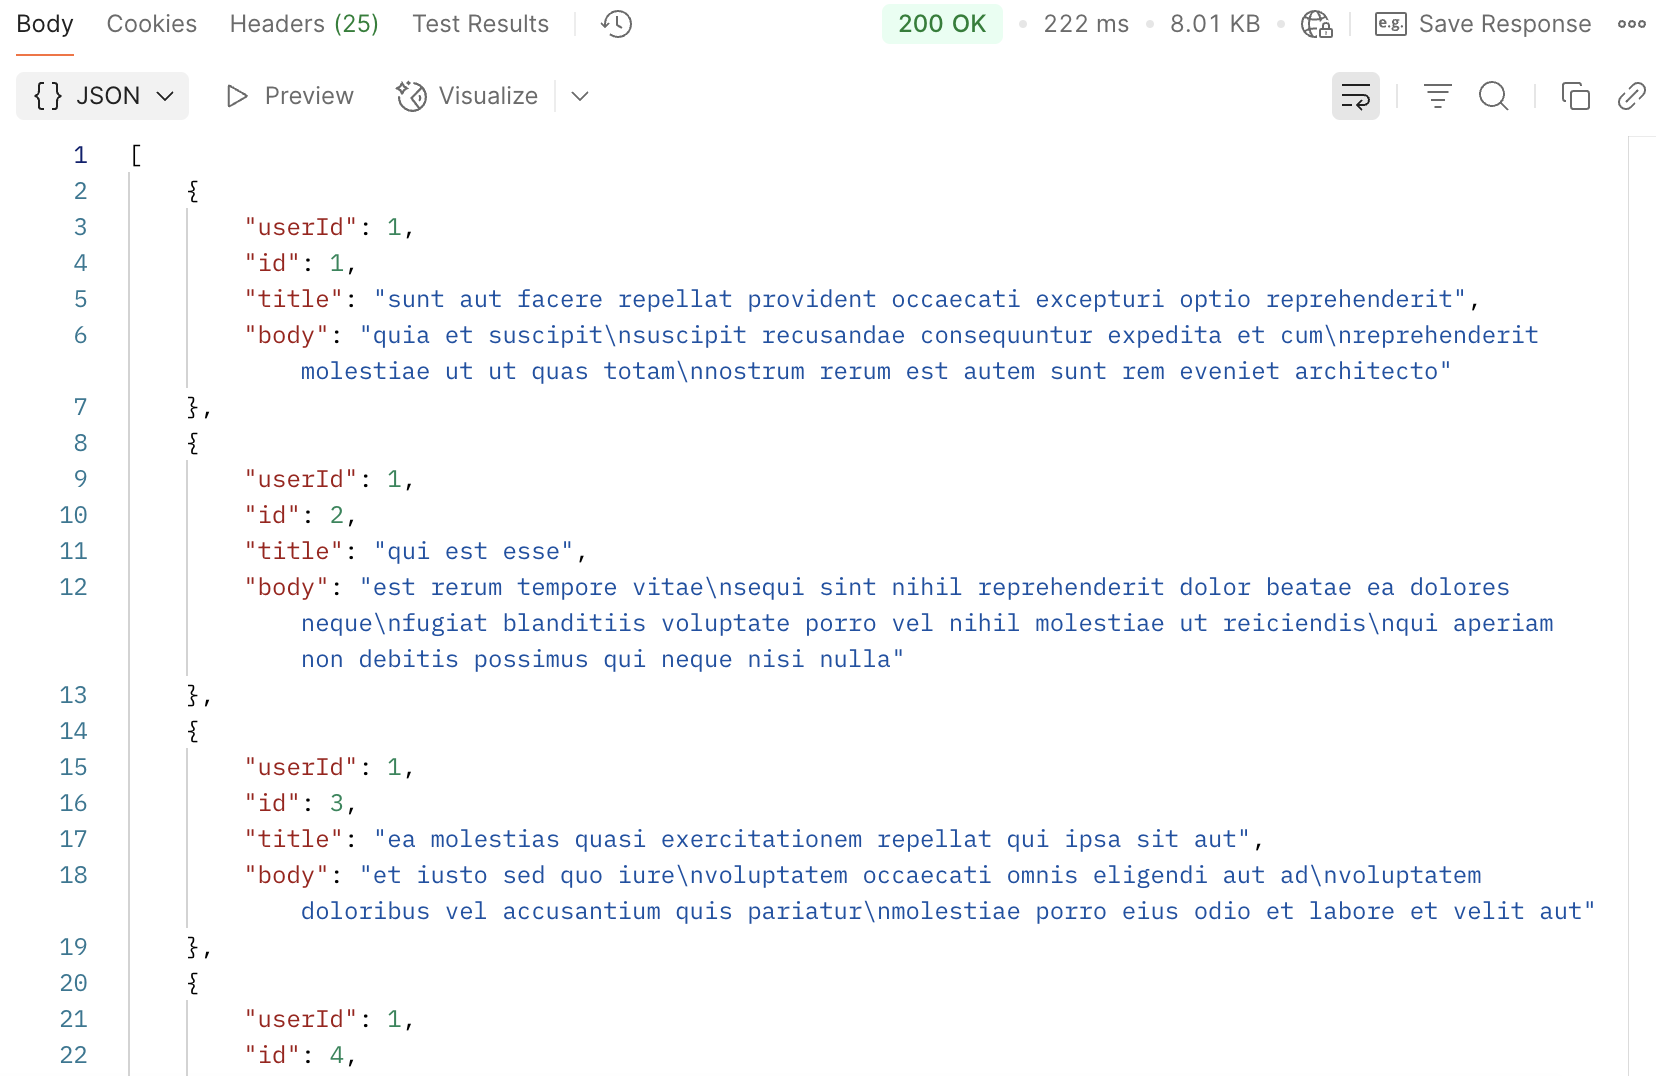 Body Cookies Headers (25) Test Results 200 OK 222 ms 8.01 KB e.g. Save Response
{} JSON Preview Visualize
1 [
2 {
3 "userId": 1,
4 "id": 1,
5 "title": "sunt aut facere repellat provident occaecati excepturi optio reprehenderit",
6 "body": "quia et suscipit\nsuscipit recusandae consequuntur expedita et cum\nreprehenderit
molestiae ut ut quas totam\nnostrum rerum est autem sunt rem eveniet architecto"
7 },
8 {
9 "userId": 1,
10 "id": 2,
11 "title": "qui est esse",
12 "body": "est rerum tempore vitae\nsequi sint nihil reprehenderit dolor beatae ea dolores
neque\nfugiat blanditiis voluptate porro vel nihil molestiae ut reiciendis\nqui aperiam
non debitis possimus qui neque nisi nulla"
13 },
14 {
15 "userId": 1,
16 "id": 3,
17 "title": "ea molestias quasi exercitationem repellat qui ipsa sit aut",
18 "body": "et iusto sed quo iure\nvoluptatem occaecati omnis eligendi aut ad\nvoluptatem
doloribus vel accusantium quis pariatur\nmolestiae porro eius odio et labore et velit aut"
19 },
20 {
21 "userId": 1,
22 "id": 4,